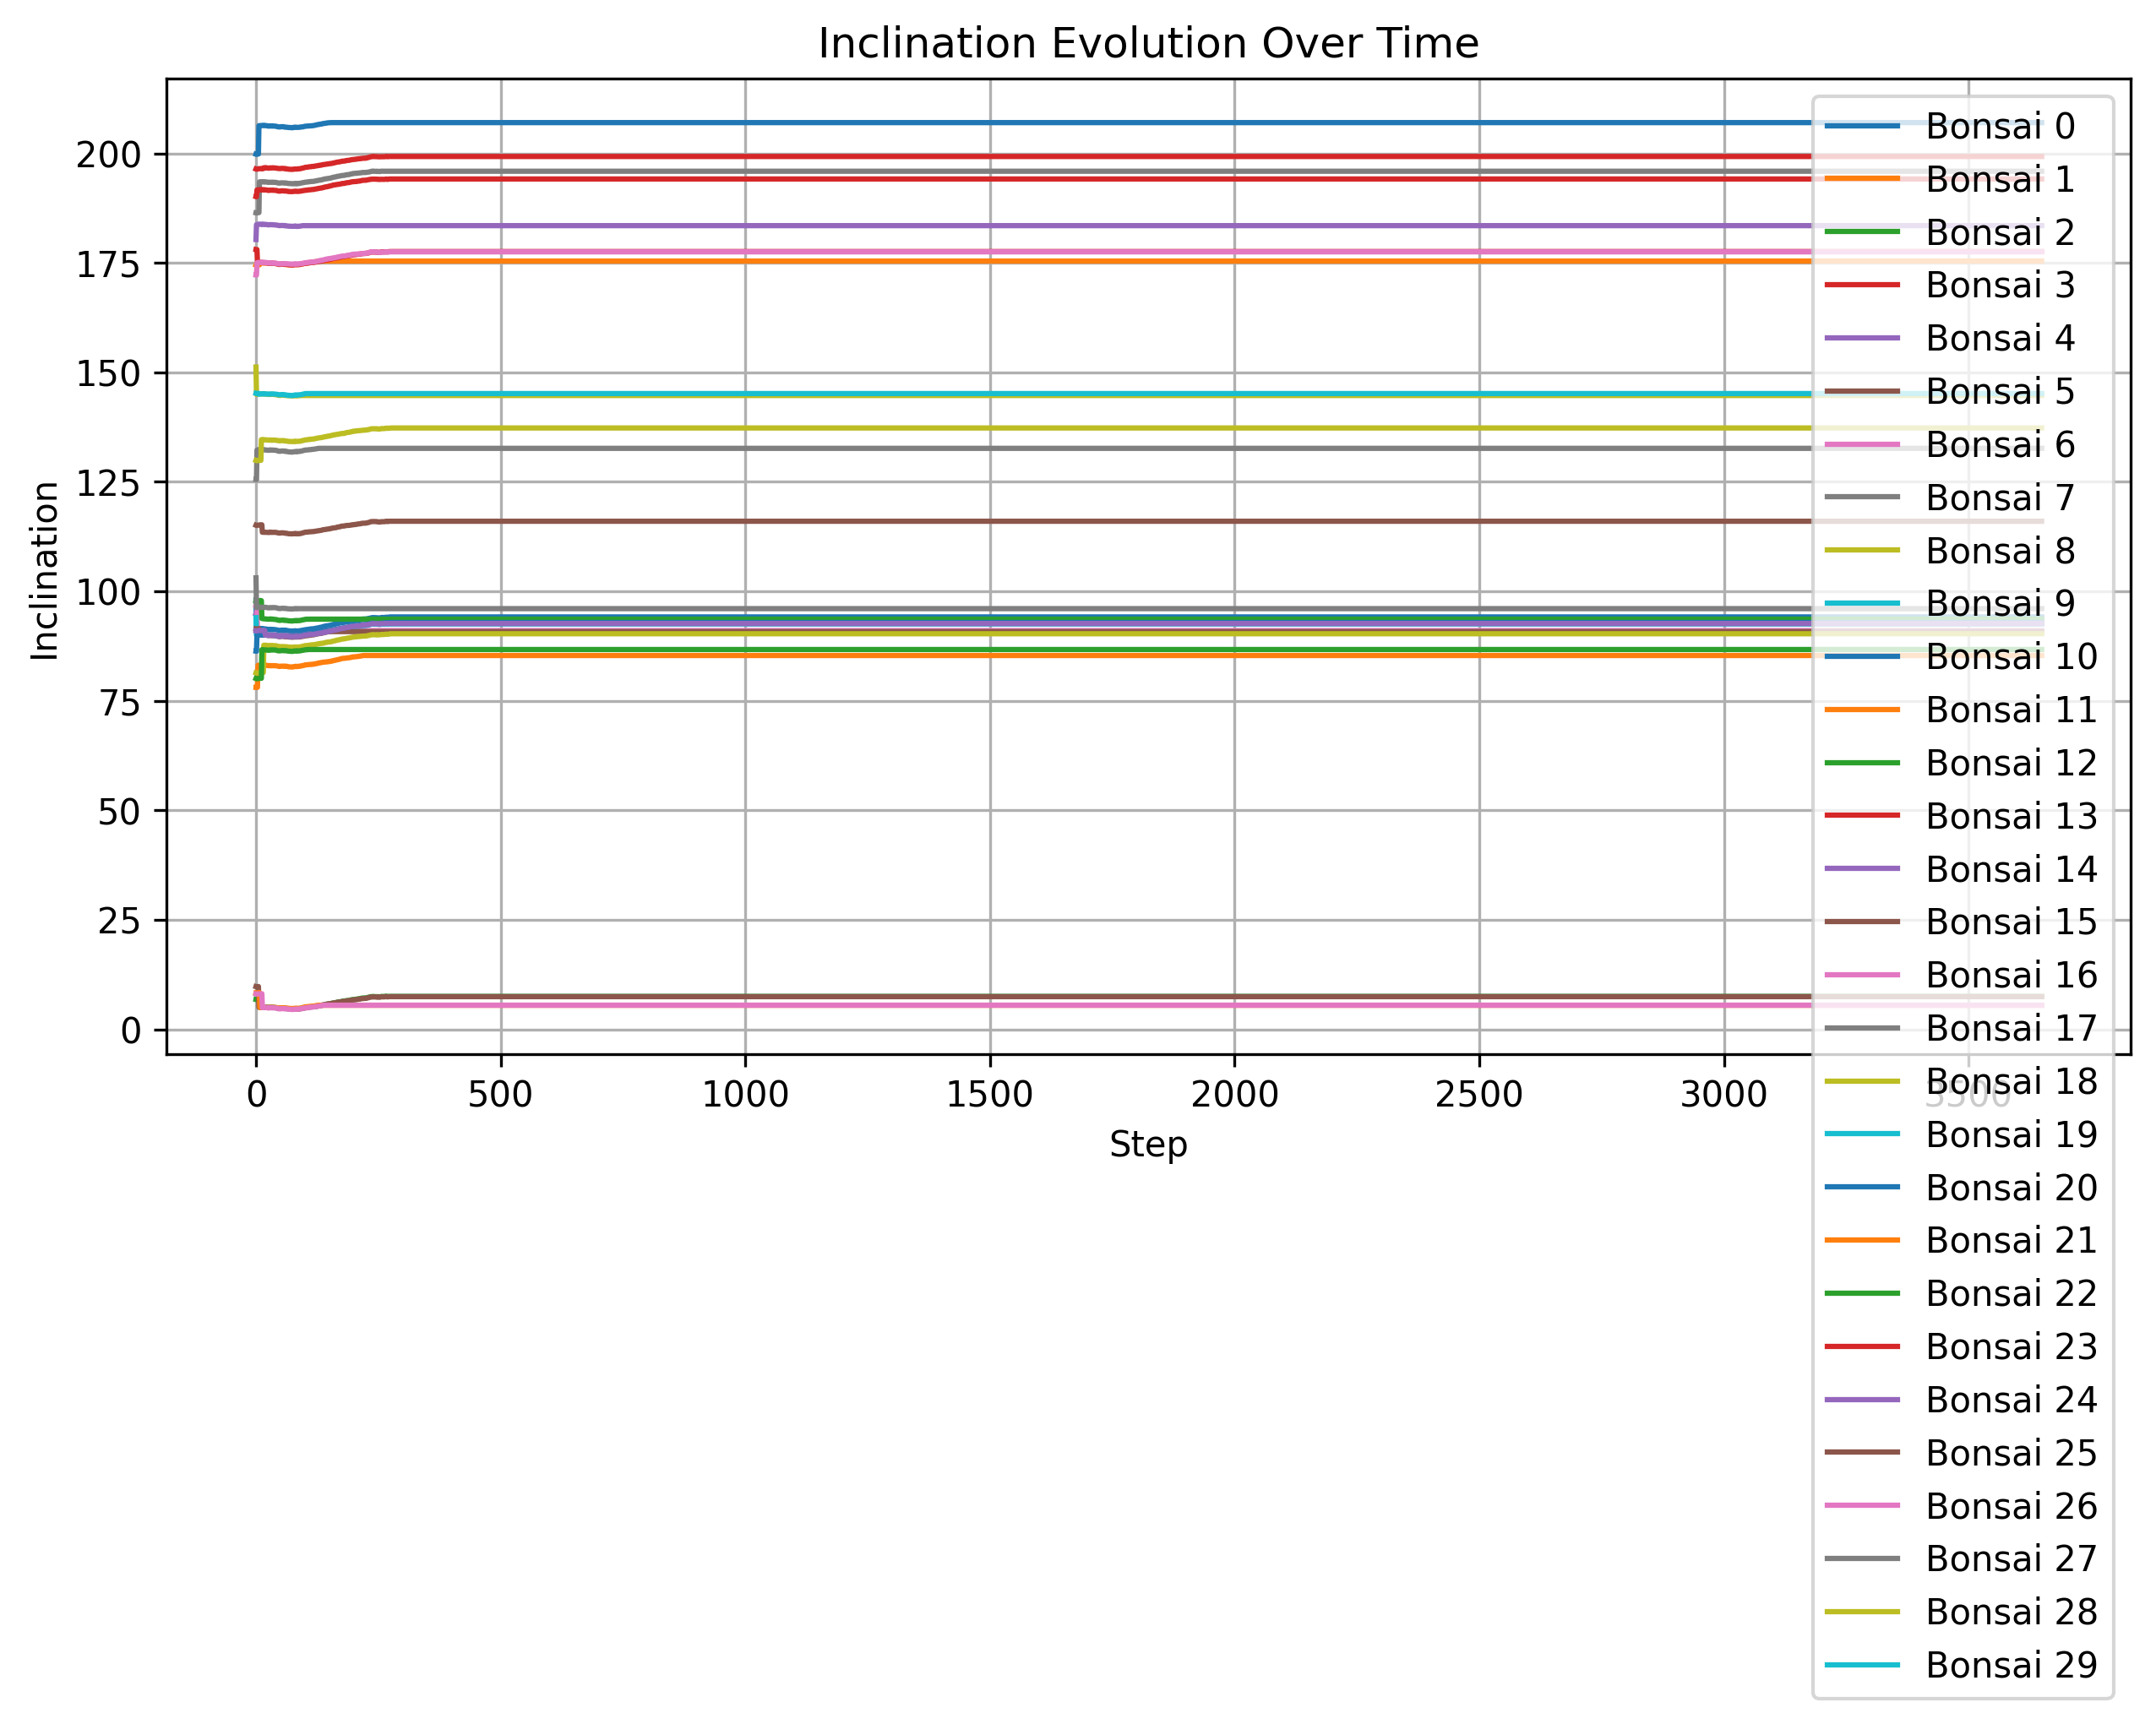 Inclination Evolution Over Time
Inclination
200
175
150
125
100
75
50
25
0
0 500 1000 1500 2000 2500 3000 3500
Step
Bonsai 0
Bonsai 1
Bonsai 2
Bonsai 3
Bonsai 4
Bonsai 5
Bonsai 6
Bonsai 7
Bonsai 8
Bonsai 9
Bonsai 10
Bonsai 11
Bonsai 12
Bonsai 13
Bonsai 14
Bonsai 15
Bonsai 16
Bonsai 17
Bonsai 18
Bonsai 19
Bonsai 20
Bonsai 21
Bonsai 22
Bonsai 23
Bonsai 24
Bonsai 25
Bonsai 26
Bonsai 27
Bonsai 28
Bonsai 29